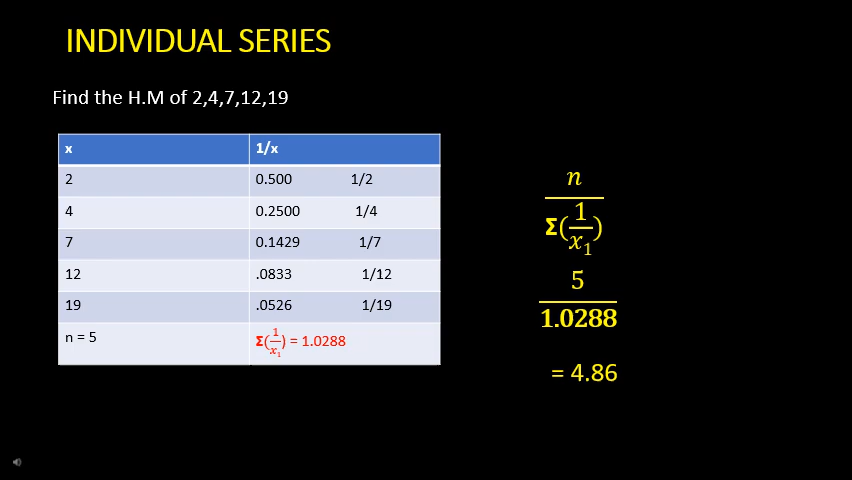 INDIVIDUAL SERIES
Find the H.M of 2,4,7,12,19
x 1/x
2 0.500 1/2
4 0.2500 1/4
7 0.1429 1/7
12 .0833 1/12
19 .0526 1/19
n = 5 Σ(1/x₁) = 1.0288
n
Σ(1/x₁)
5
1.0288
= 4.86